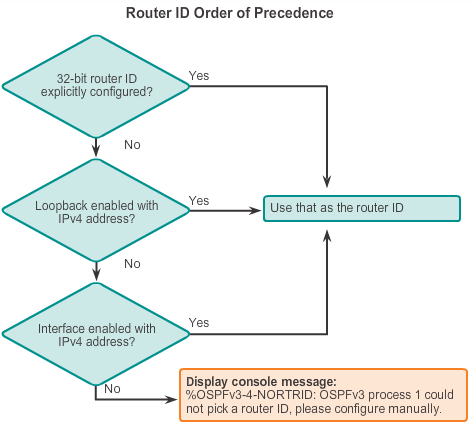 Router ID Order of Precedence
32-bit router ID
explicitly configured?
Yes
No
Loopback enabled with
IPv4 address?
Yes
Use that as the router ID
No
Interface enabled with
IPv4 address?
Yes
No
Display console message:
%OSPFv3-4-NORTRID: OSPFv3 process 1 could
not pick a router ID, please configure manually.